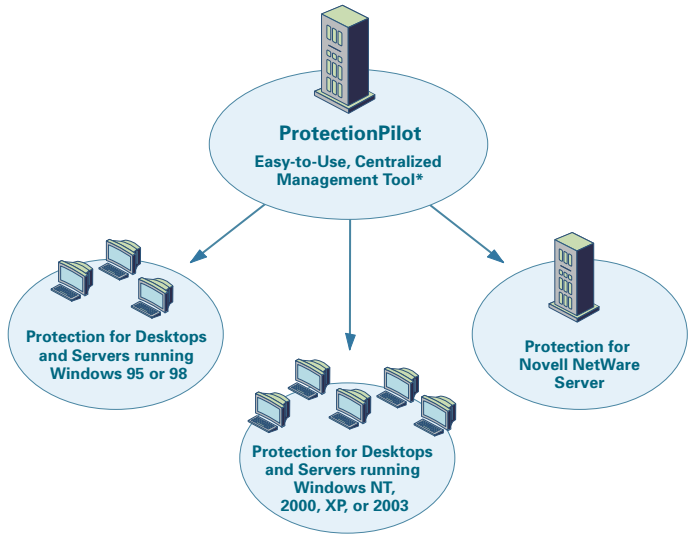 ProtectionPilot
Easy-to-Use, Centralized
Management Tool*
Protection for Desktops
and Servers running
Windows 95 or 98
Protection for Desktops
and Servers running
Windows NT,
2000, XP, or 2003
Protection for
Novell NetWare
Server